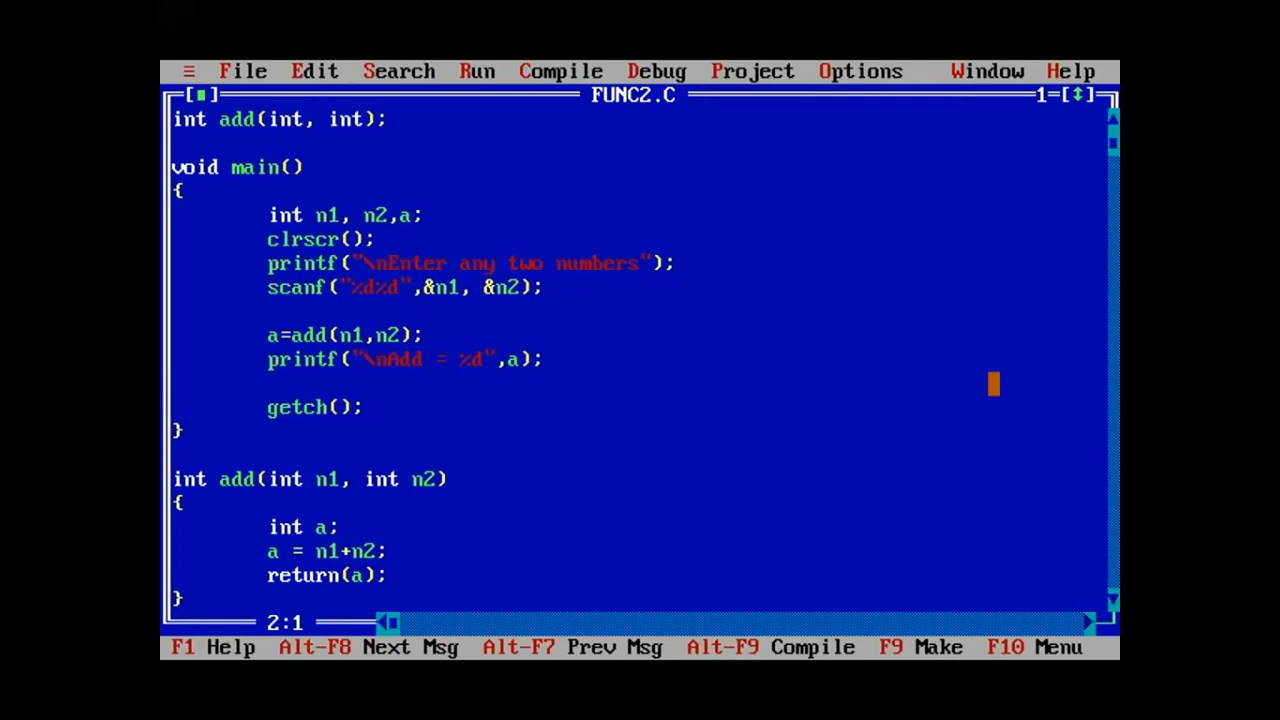 ≡ File Edit Search Run Compile Debug Project Options Window Help
[■] FUNC2.C 1=[↕]
int add(int, int);
void main()
{
int n1, n2,a;
clrscr();
printf("\nEnter any two numbers");
scanf("%d%d",&n1, &n2);
a=add(n1,n2);
printf("\nAdd = %d",a);
getch();
}
int add(int n1, int n2)
{
int a;
a = n1+n2;
return(a);
}
2:1
F1 Help Alt-F8 Next Msg Alt-F7 Prev Msg Alt-F9 Compile F9 Make F10 Menu